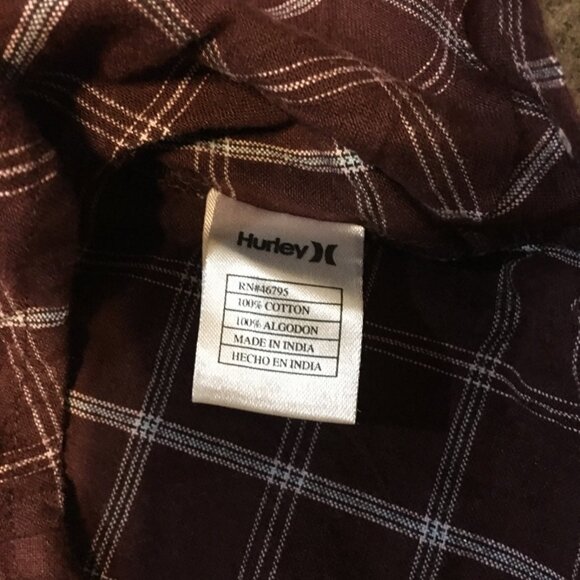 Hurley
RN#46795
100% COTTON
100% ALGODON
MADE IN INDIA
HECHO EN INDIA